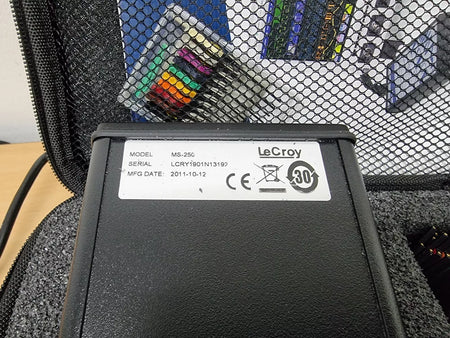 LeCroy
MODEL MS-250
SERIAL LCRY1901N13197
MFG DATE: 2011-10-12
CE
30